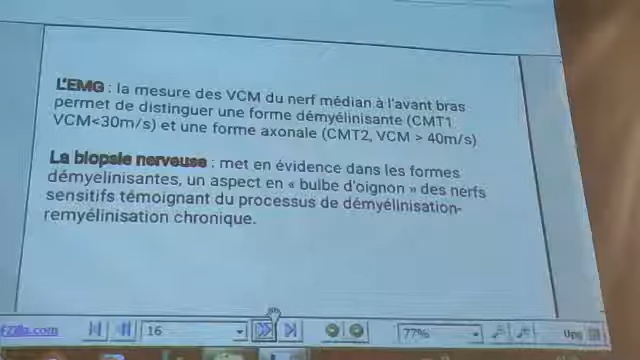 L'EMG : la mesure des VCM du nerf médian à l'avant bras
permet de distinguer une forme démyélinisante (CMT1
VCM<30m/s) et une forme axonale (CMT2, VCM > 40m/s)
La biopsie nerveuse : met en évidence dans les formes
démyelinisantes, un aspect en « bulbe d'oignon » des nerfs
sensitifs témoignant du processus de démyélinisation-
remyélinisation chronique.
16 77%